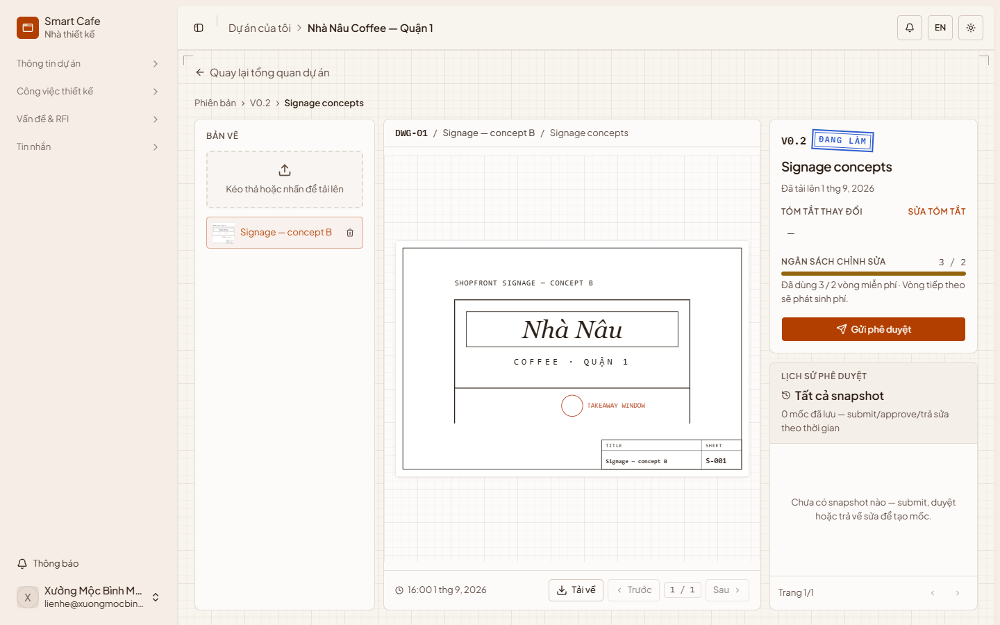 Smart Cafe
Nhà thiết kế
Thông tin dự án
Công việc thiết kế
Vấn đề & RFI
Tin nhắn
Thông báo
X
Xưởng Mộc Bình M...
lienhe@xuongmocbin...
Dự án của tôi > Nhà Nâu Coffee — Quận 1
EN
Quay lại tổng quan dự án
Phiên bản > V0.2 > Signage concepts
BẢN VẼ
Kéo thả hoặc nhấn để tải lên
Signage — concept B
DWG-01 / Signage — concept B / Signage concepts
SHOPFRONT SIGNAGE — CONCEPT B
Nhà Nâu
COFFEE · QUẬN 1
TAKEAWAY WINDOW
TITLE
SHEET
Signage — concept B
S-001
16:00 1 thg 9, 2026
Tải về
Trước
1 / 1
Sau
V0.2
ĐANG LÀM
Signage concepts
Đã tải lên 1 thg 9, 2026
TÓM TẮT THAY ĐỔI
SỬA TÓM TẮT
—
NGÂN SÁCH CHỈNH SỬA
3 / 2
Đã dùng 3 / 2 vòng miễn phí · Vòng tiếp theo
sẽ phát sinh phí.
Gửi phê duyệt
LỊCH SỬ PHÊ DUYỆT
Tất cả snapshot
0 mốc đã lưu — submit/approve/trả sửa
theo thời gian
Chưa có snapshot nào — submit, duyệt
hoặc trả về sửa để tạo mốc.
Trang 1/1